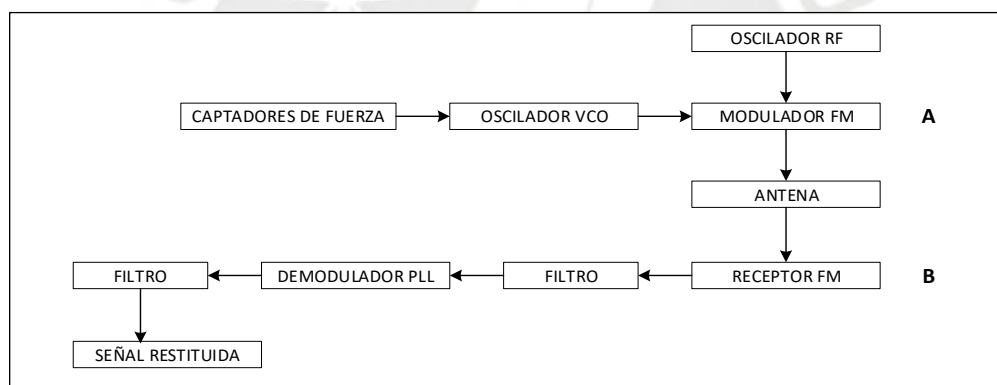 OSCILADOR RF
CAPTADORES DE FUERZA
OSCILADOR VCO
MODULADOR FM
A
ANTENA
FILTRO
DEMODULADOR PLL
FILTRO
RECEPTOR FM
B
SEÑAL RESTITUIDA